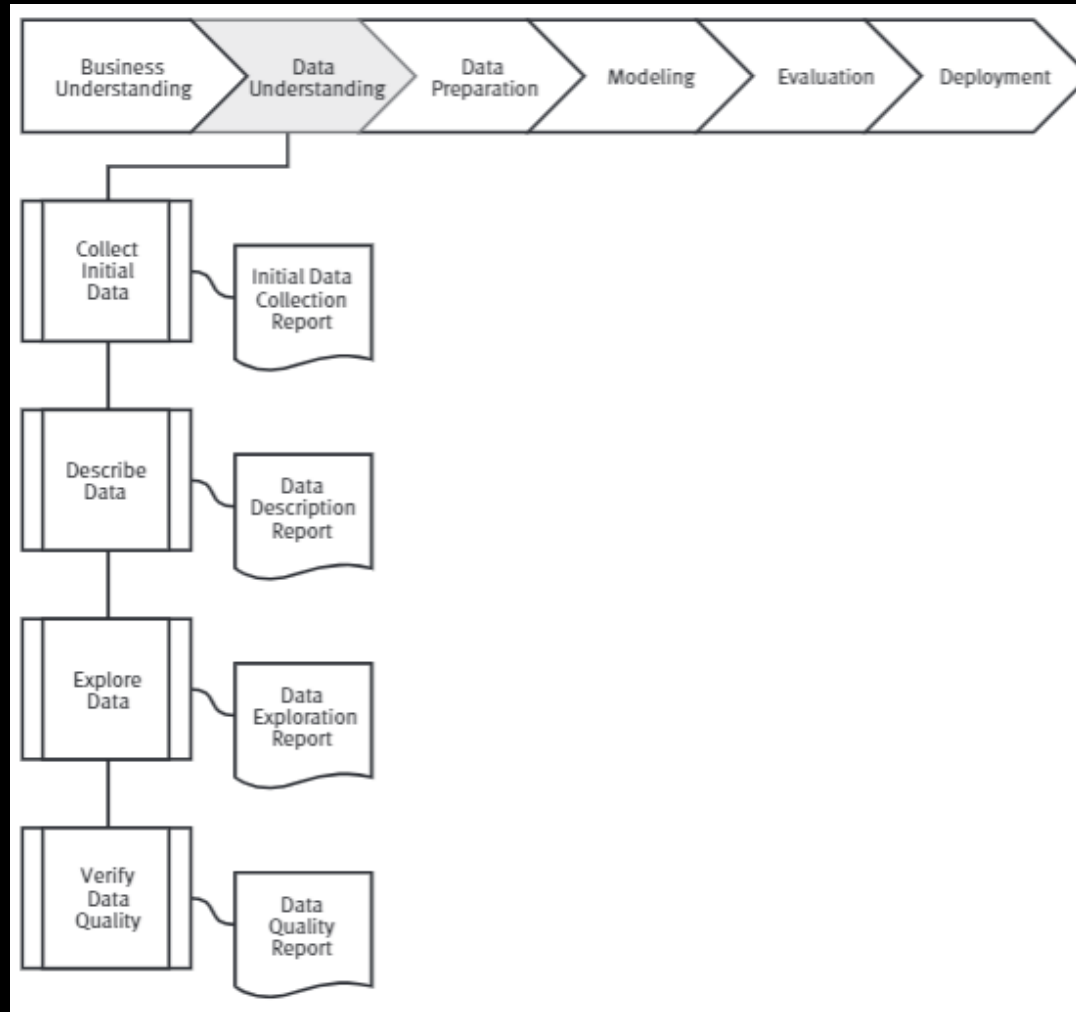 Business
Understanding
Data
Understanding
Data
Preparation
Modeling
Evaluation
Deployment
Collect
Initial
Data
Initial Data
Collection
Report
Describe
Data
Data
Description
Report
Explore
Data
Data
Exploration
Report
Verify
Data
Quality
Data
Quality
Report